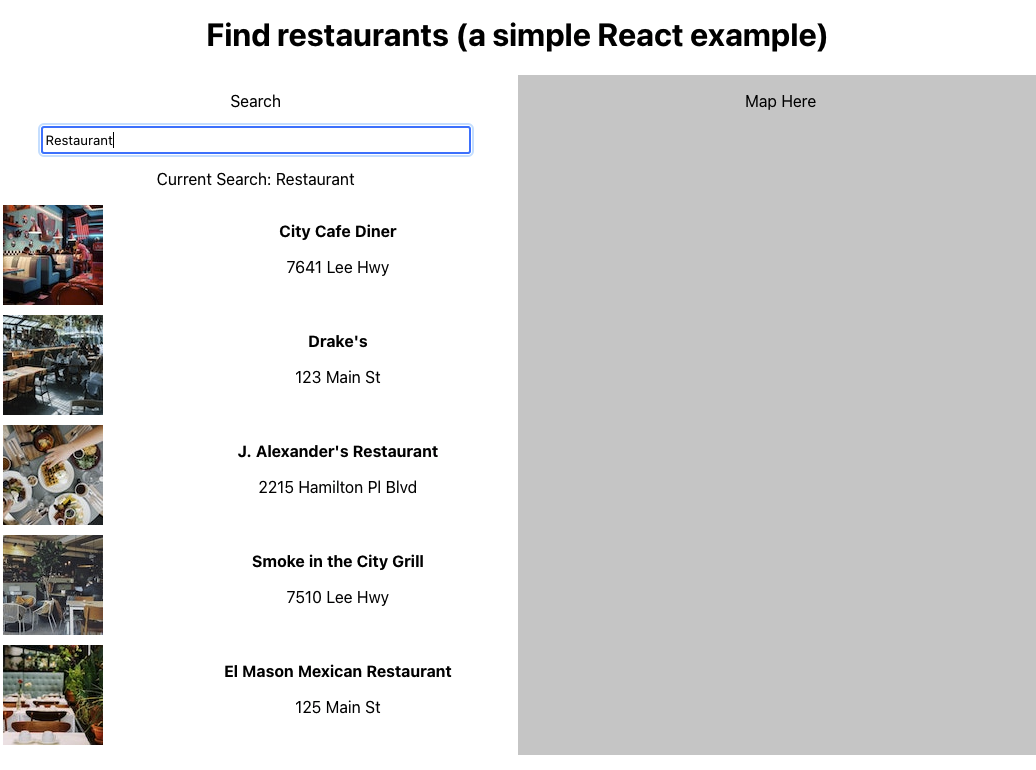 Find restaurants (a simple React example)
Search
Restaurant
Current Search: Restaurant
City Cafe Diner
7641 Lee Hwy
Drake's
123 Main St
J. Alexander's Restaurant
2215 Hamilton Pl Blvd
Smoke in the City Grill
7510 Lee Hwy
El Mason Mexican Restaurant
125 Main St
Map Here